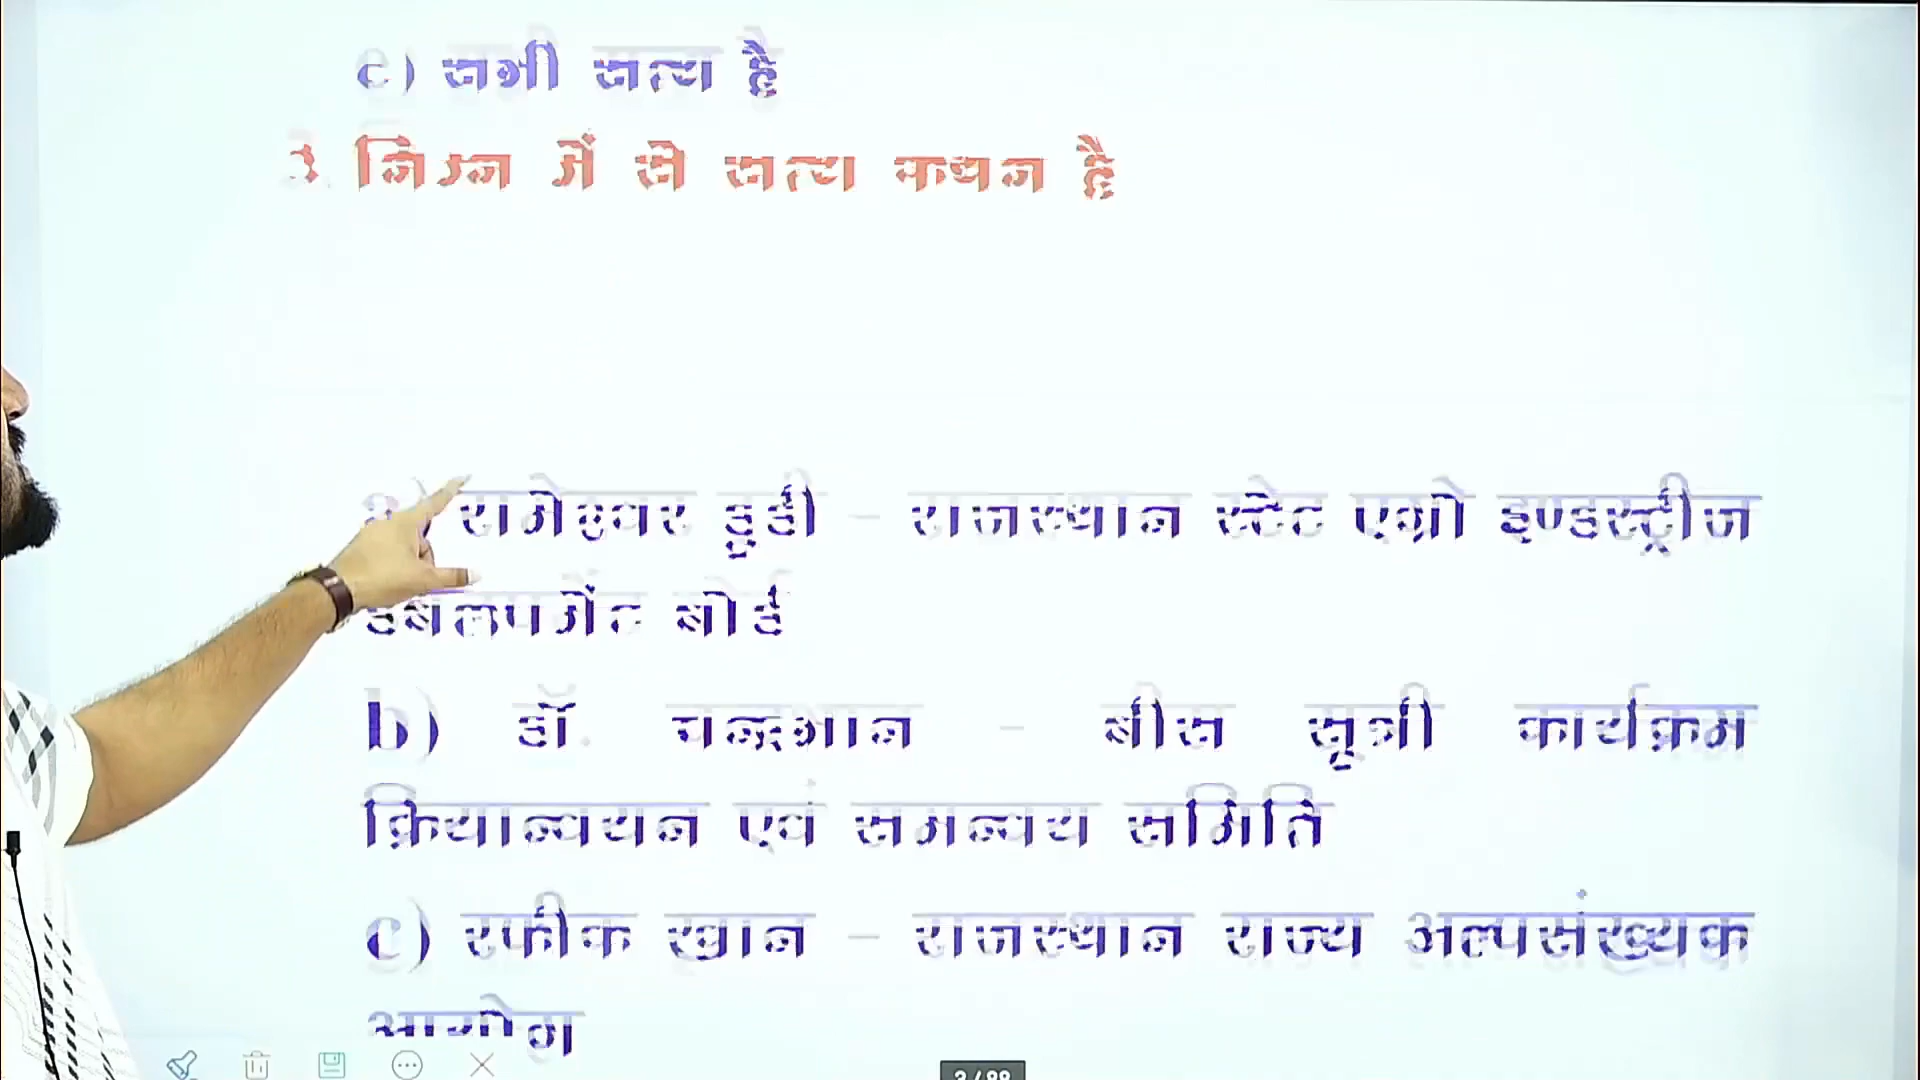 e) सभी सत्य है
3. निम्न में से सत्य कथन है
a) रामेश्वर डूडी – राजस्थान स्टेट एग्रो इण्डस्ट्रीज
डवलपमेंट बोर्ड
b) डॉ. चन्द्रभान – बीस सूत्री कार्यक्रम
क्रियान्वयन एवं समन्वय समिति
c) रफीक खान – राजस्थान राज्य अल्पसंख्यक
आयोग